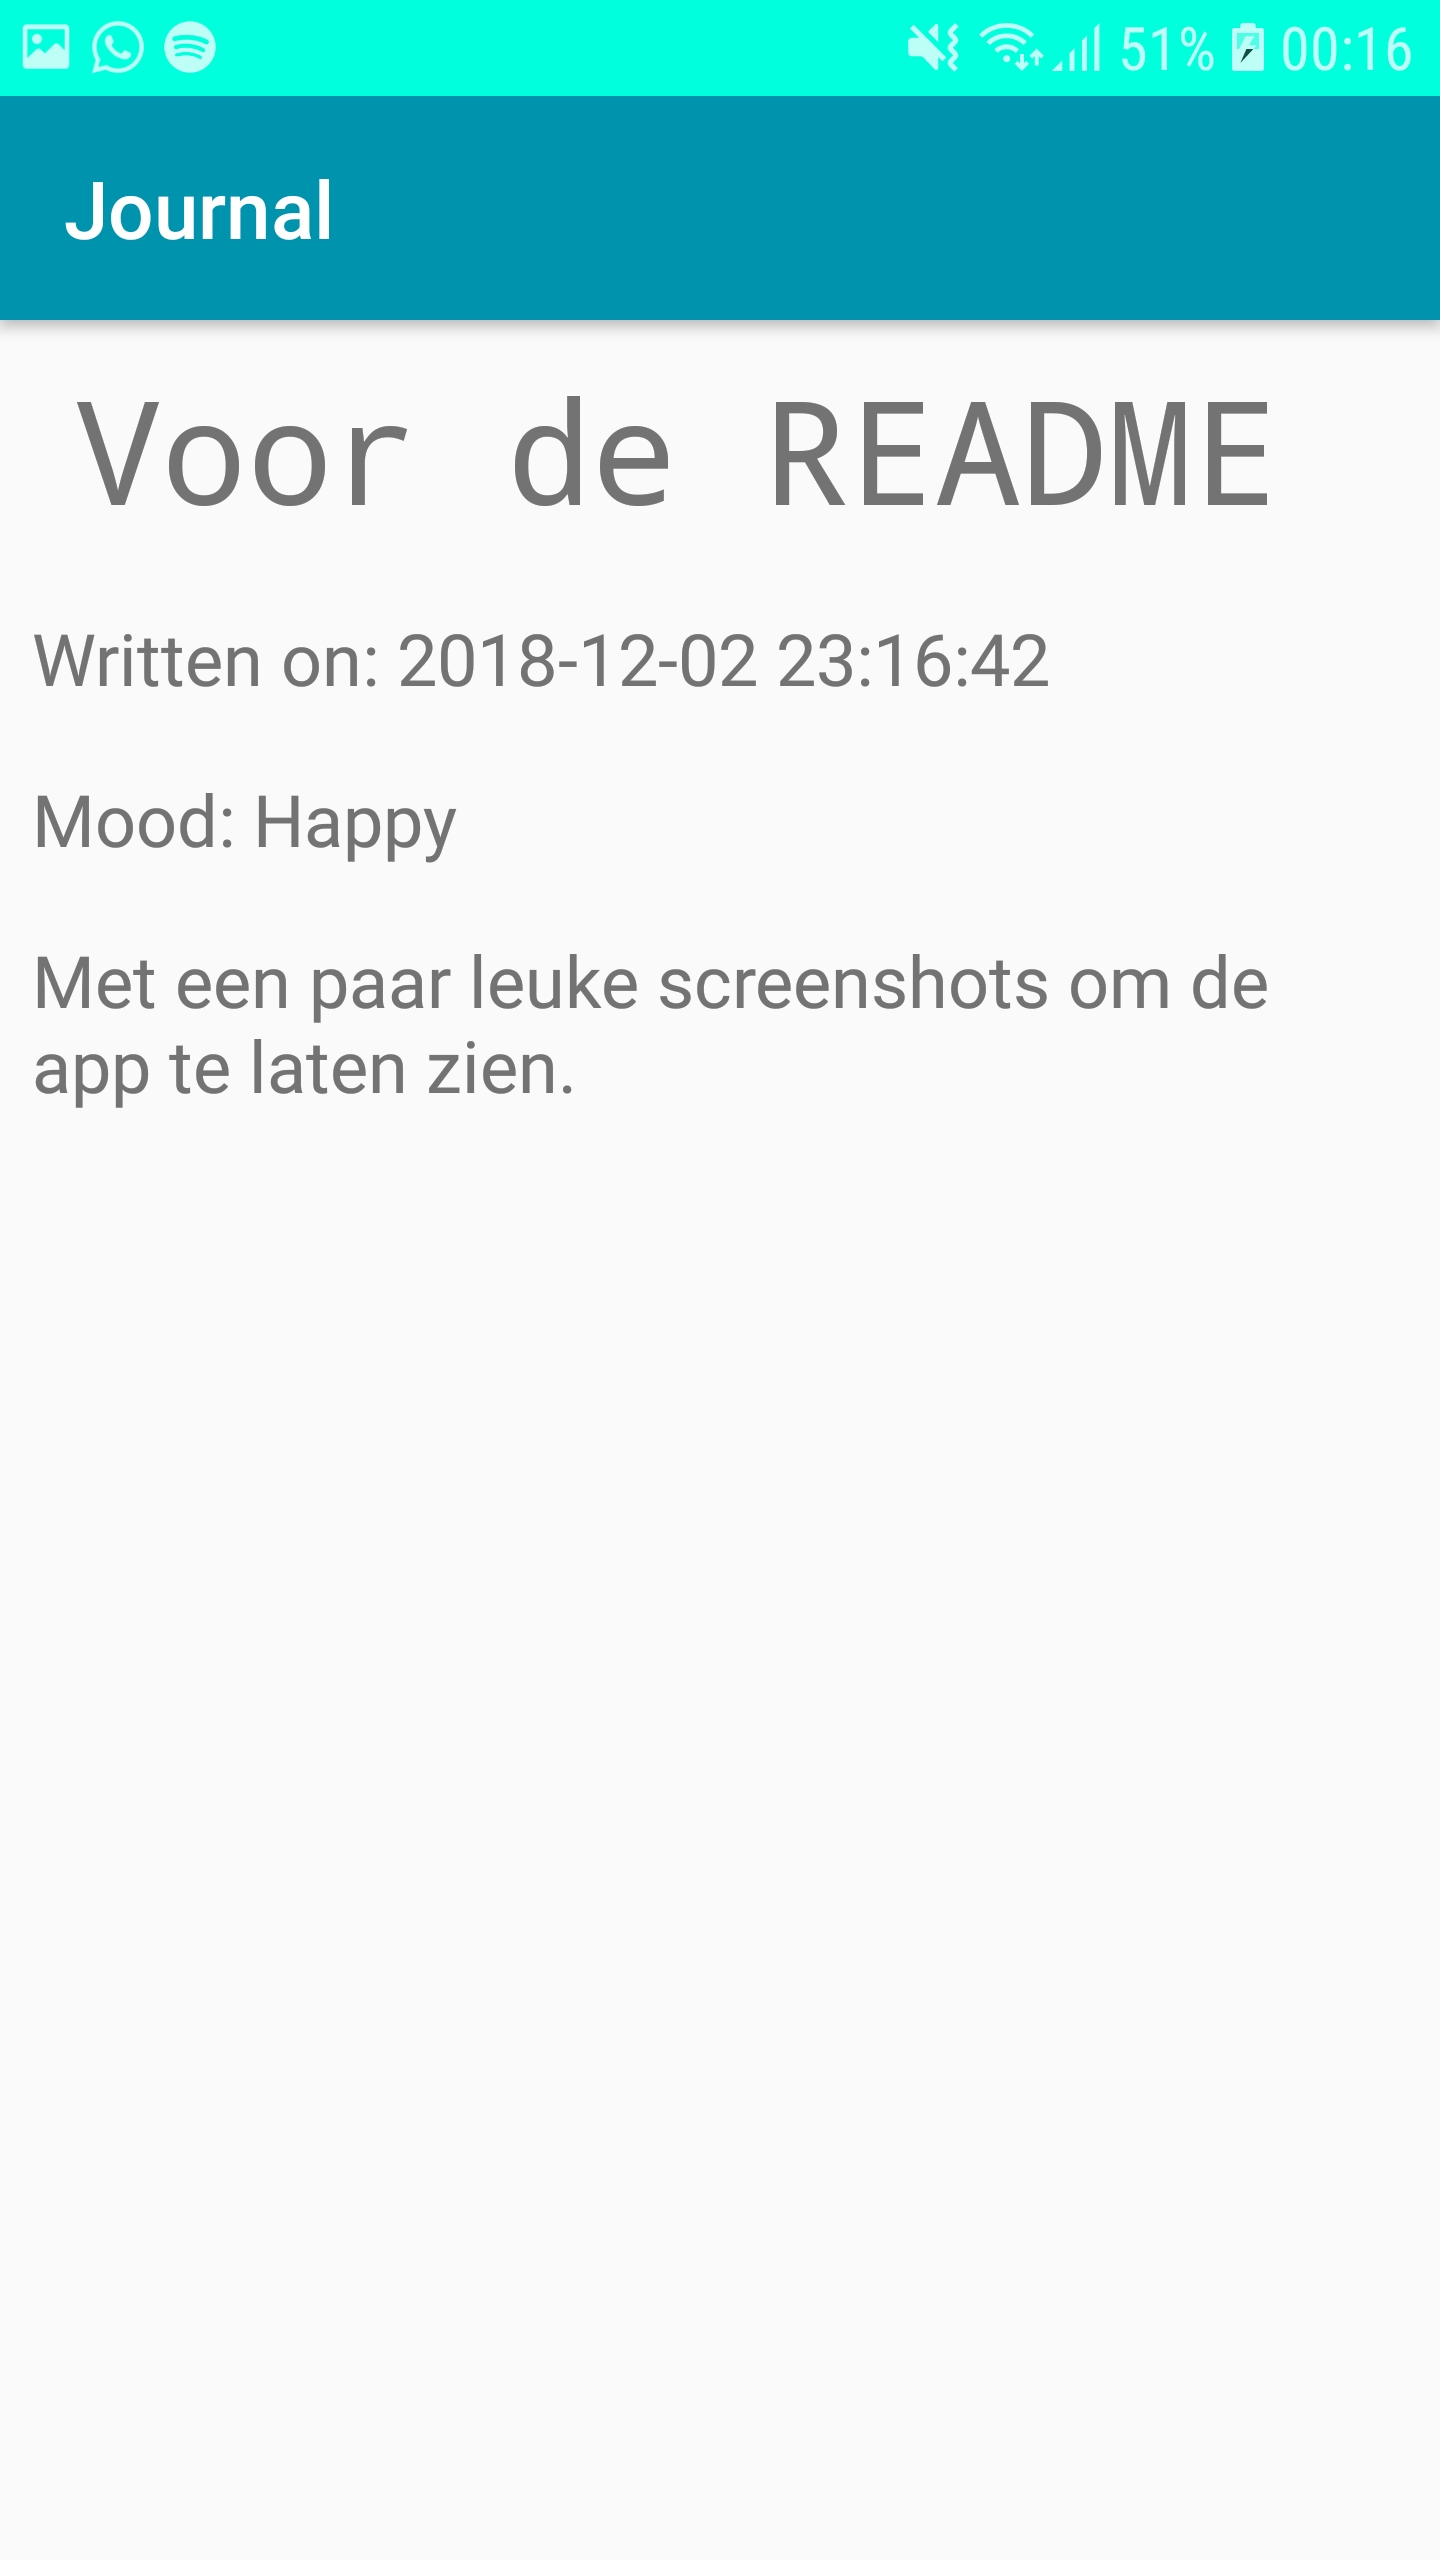 51% 00:16
Journal
Voor de README
Written on: 2018-12-02 23:16:42
Mood: Happy
Met een paar leuke screenshots om de
app te laten zien.